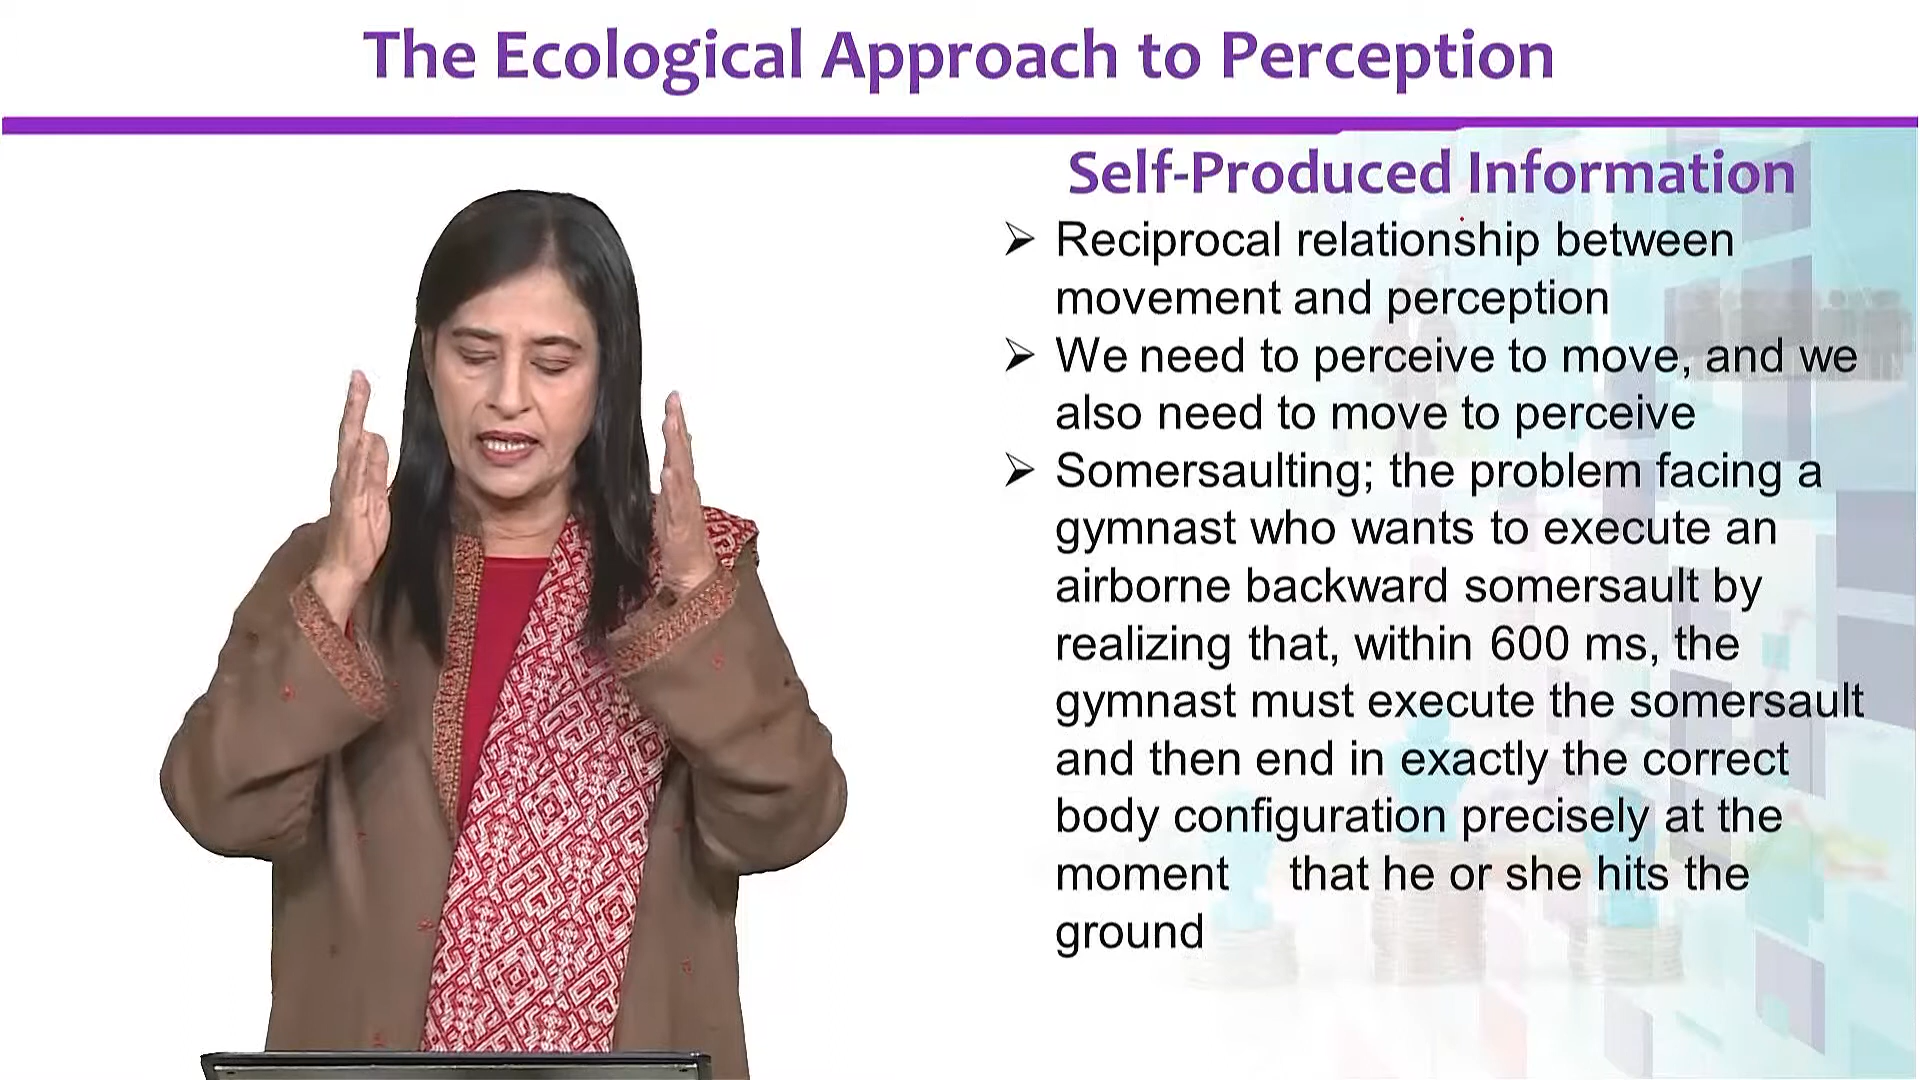 The Ecological Approach to Perception
Self-Produced Information
➢ Reciprocal relationship between
movement and perception
➢ We need to perceive to move, and we
also need to move to perceive
➢ Somersaulting; the problem facing a
gymnast who wants to execute an
airborne backward somersault by
realizing that, within 600 ms, the
gymnast must execute the somersault
and then end in exactly the correct
body configuration precisely at the
moment that he or she hits the
ground